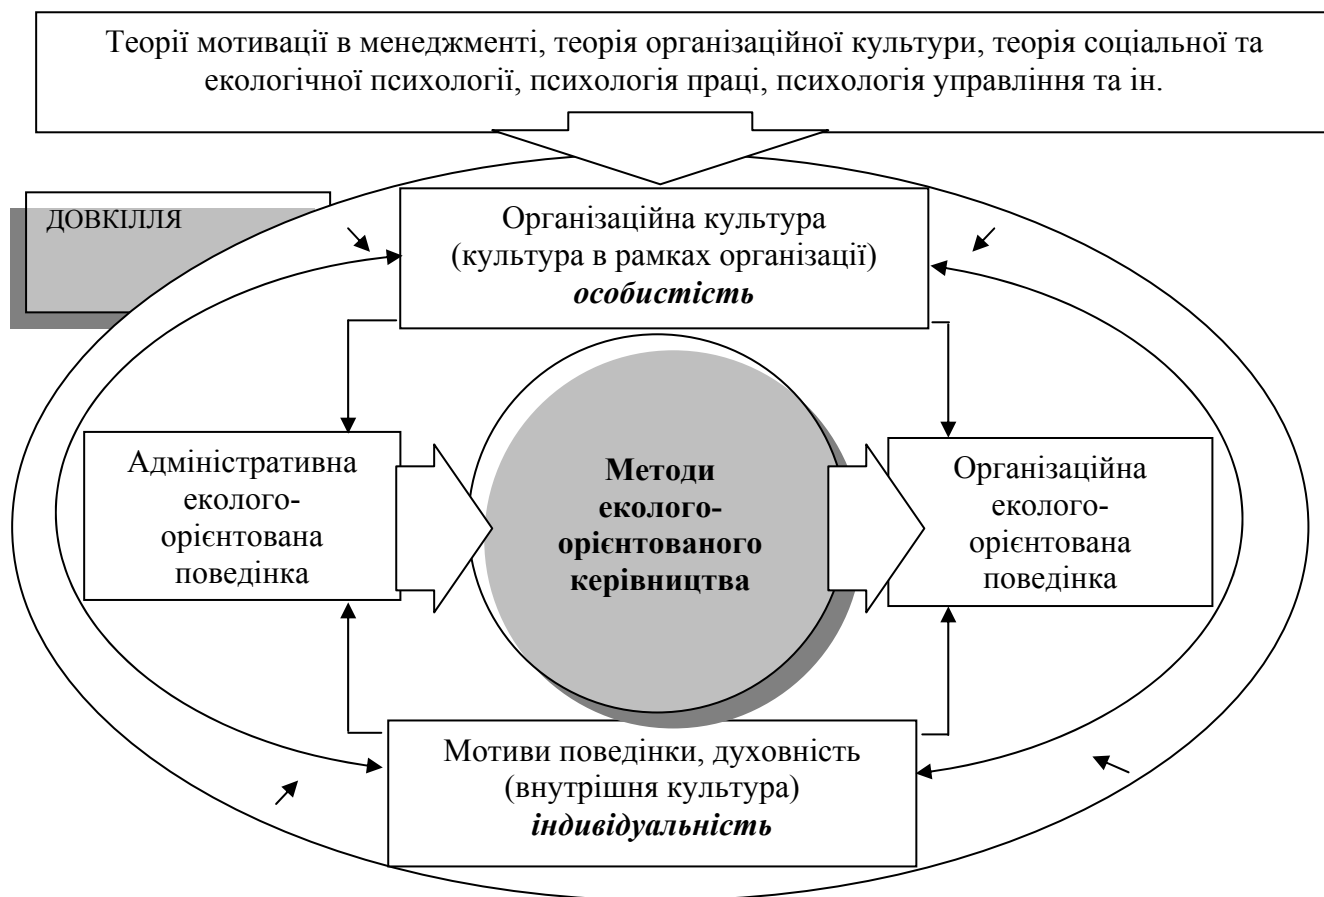 Теорії мотивації в менеджменті, теорія організаційної культури, теорія соціальної та
екологічної психології, психологія праці, психологія управління та ін.
ДОВКІЛЛЯ
Організаційна культура
(культура в рамках організації)
особистість
Адміністративна
еколого-
орієнтована
поведінка
Методи
еколого-
орієнтованого
керівництва
Організаційна
еколого-
орієнтована
поведінка
Мотиви поведінки, духовність
(внутрішня культура)
індивідуальність